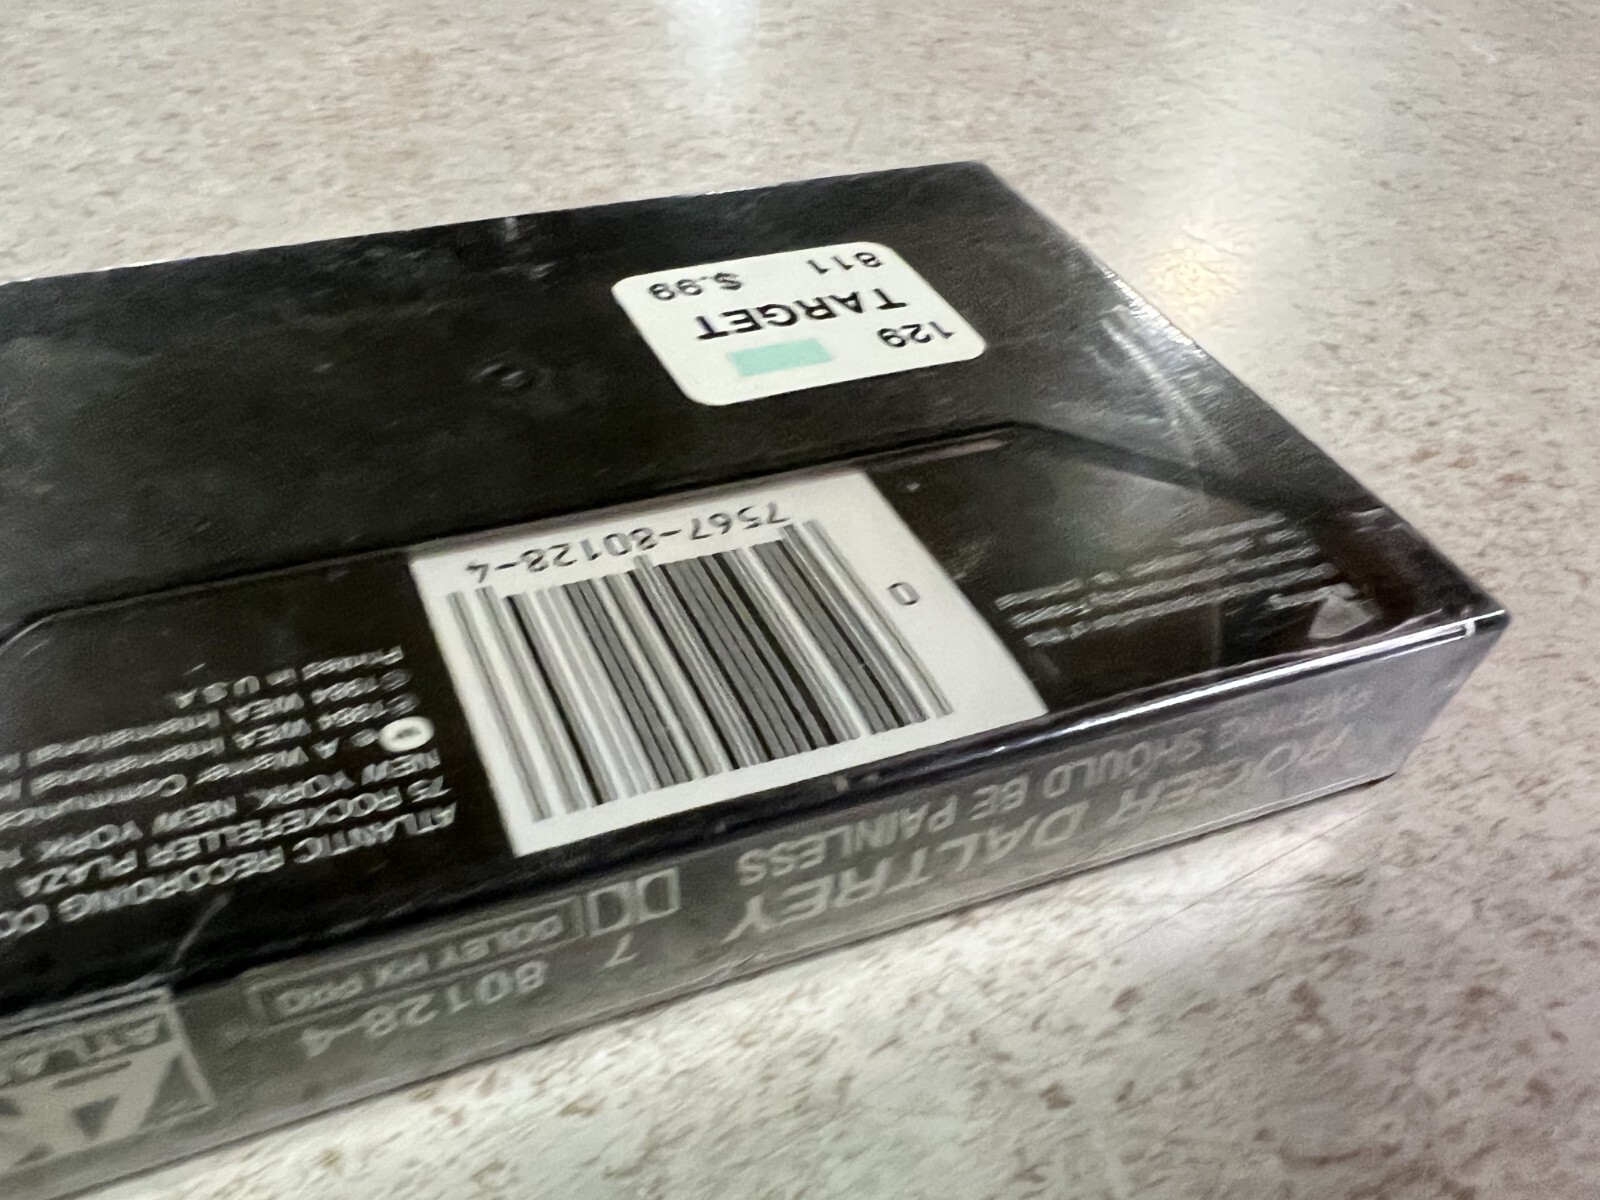 129
TARGET
811 $.99
0
7567-80128-4
ATLANTIC RECORDING CO
75 ROCKEFELLER PLAZA
NEW YORK, NEW YORK
A Warner Communic
1984 WEA International
1984 WEA International
Printed in U.S.A.
ROGER DALTREY
SHOULD BE PAINLESS
7 80128-4
DOLBY HX PRO
ATLA